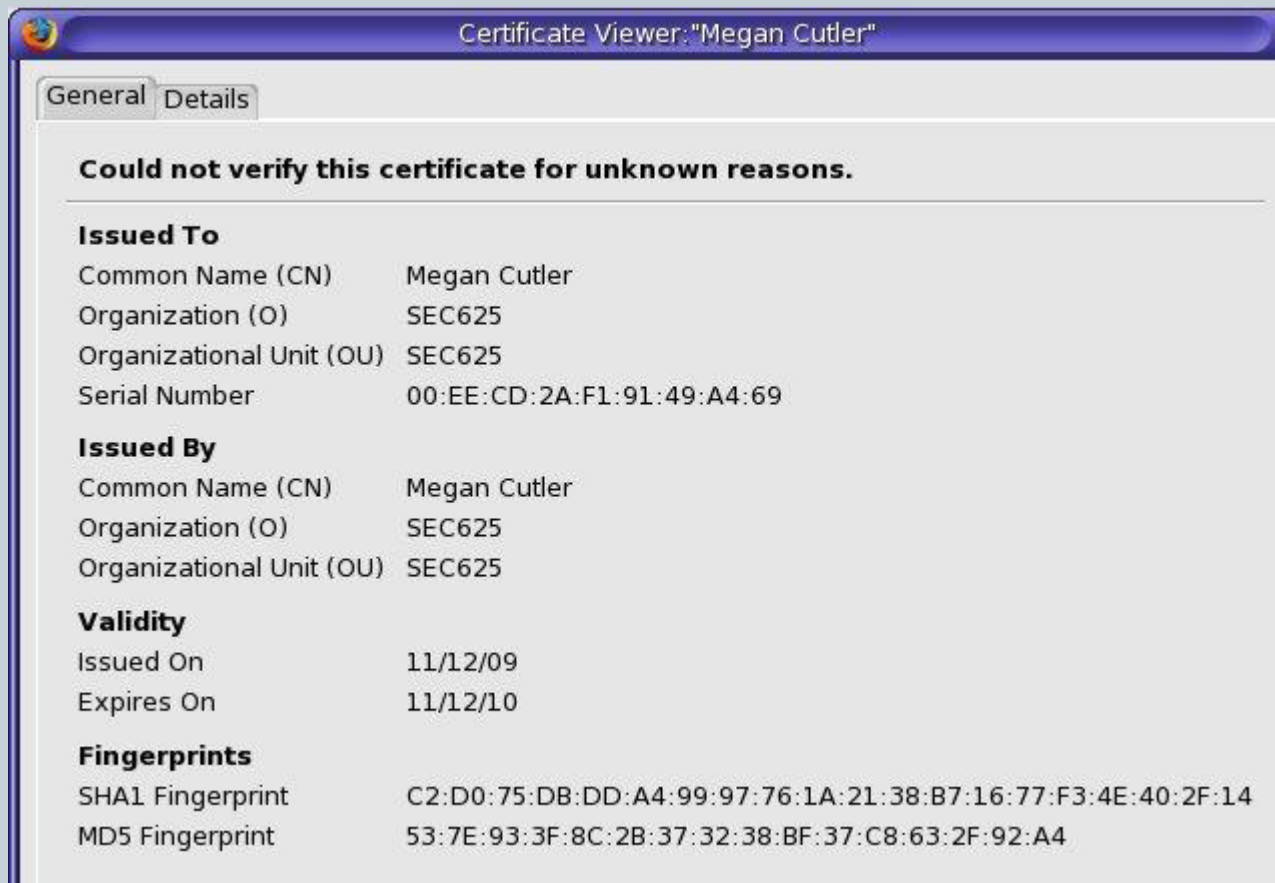 Certificate Viewer:"Megan Cutler"
General Details
Could not verify this certificate for unknown reasons.
Issued To
Common Name (CN) Megan Cutler
Organization (O) SEC625
Organizational Unit (OU) SEC625
Serial Number 00:EE:CD:2A:F1:91:49:A4:69
Issued By
Common Name (CN) Megan Cutler
Organization (O) SEC625
Organizational Unit (OU) SEC625
Validity
Issued On 11/12/09
Expires On 11/12/10
Fingerprints
SHA1 Fingerprint C2:D0:75:DB:DD:A4:99:97:76:1A:21:38:B7:16:77:F3:4E:40:2F:14
MD5 Fingerprint 53:7E:93:3F:8C:2B:37:32:38:BF:37:C8:63:2F:92:A4